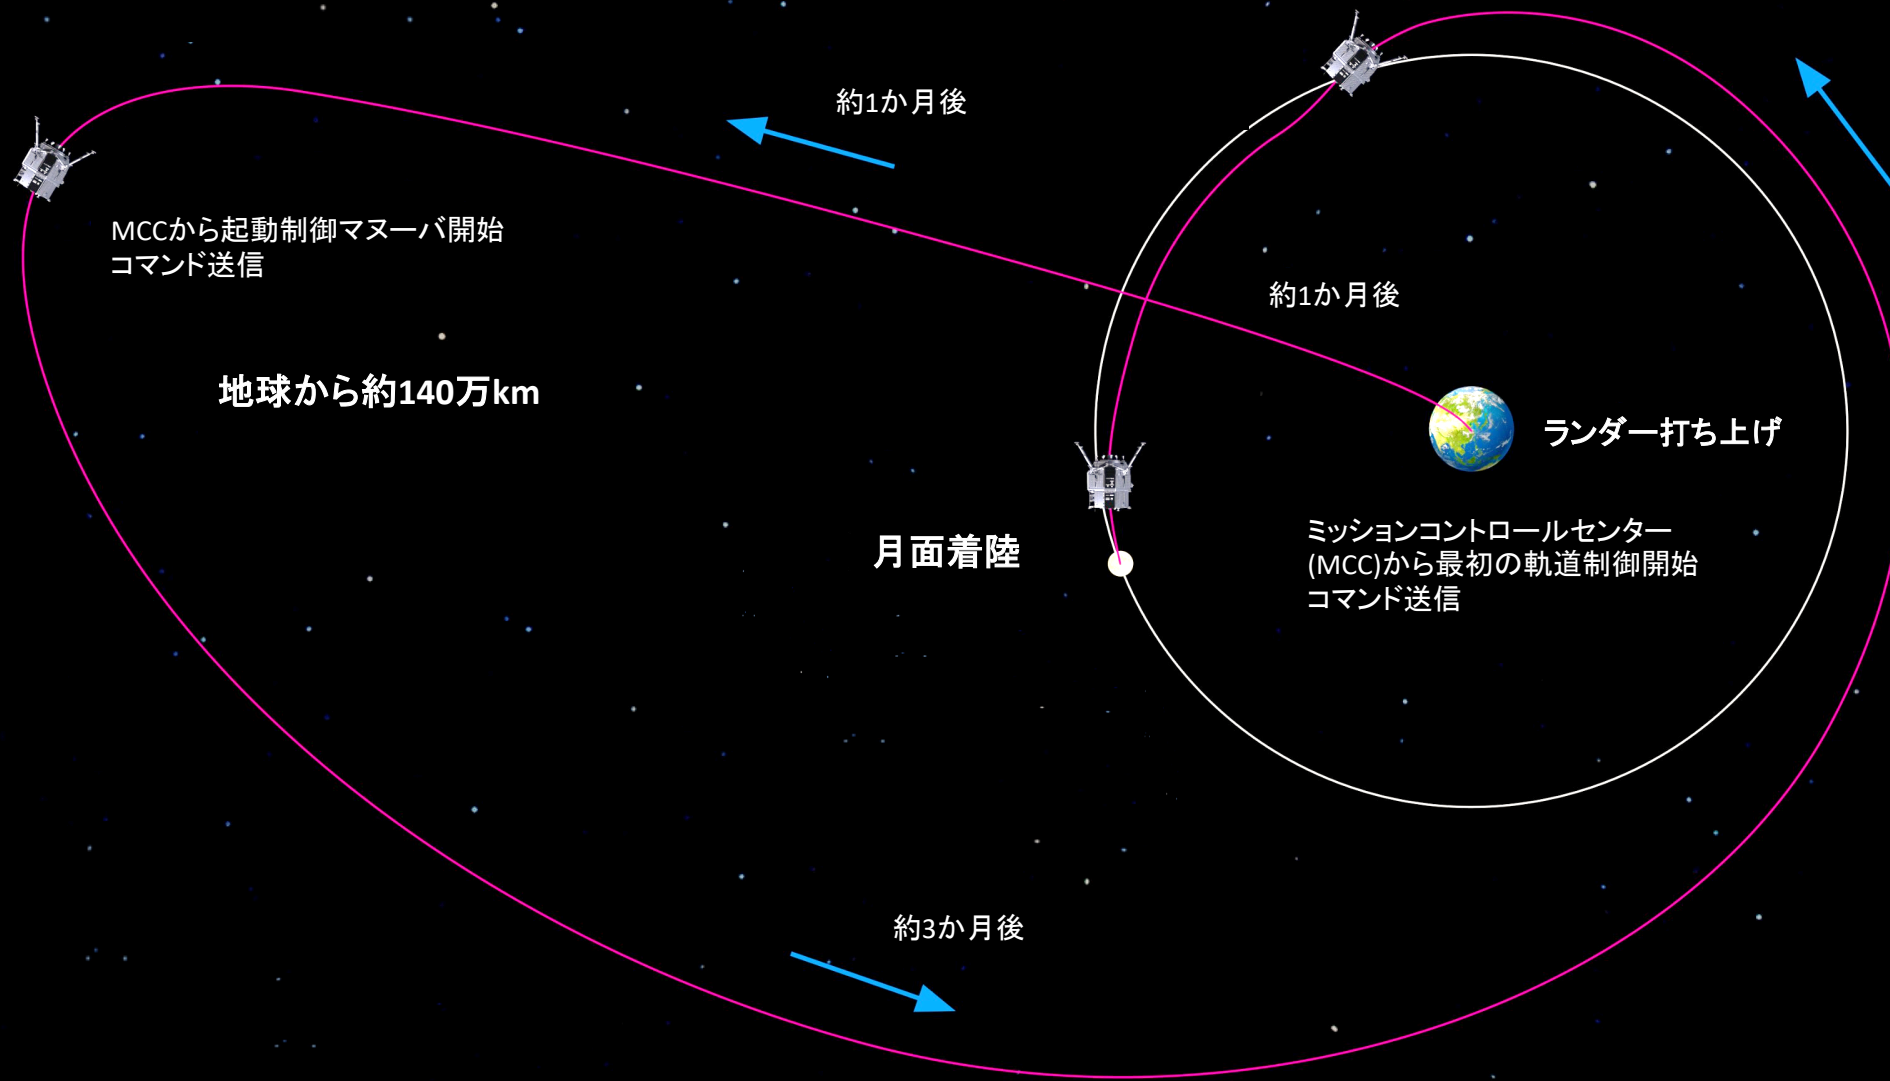 約1か月後
MCCから起動制御マヌーバ開始
コマンド送信
約1か月後
地球から約140万km
ランダー打ち上げ
月面着陸
ミッションコントロールセンター
(MCC)から最初の軌道制御開始
コマンド送信
約3か月後